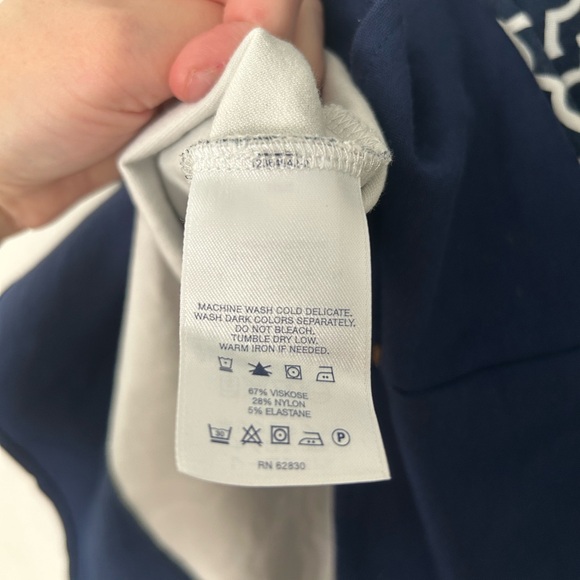 MACHINE WASH COLD DELICATE.
WASH DARK COLORS SEPARATELY.
DO NOT BLEACH.
TUMBLE DRY LOW.
WARM IRON IF NEEDED.
67% VISKOSE
28% NYLON
5% ELASTANE
30 P
RN 62830